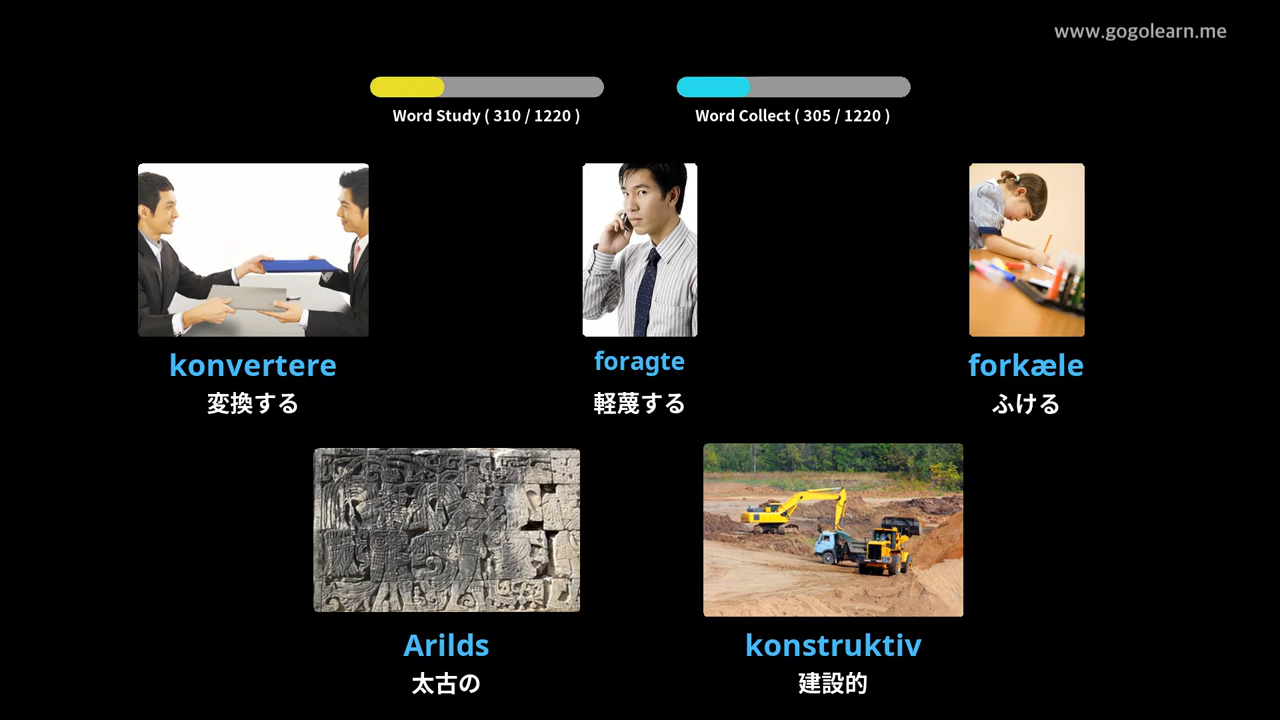 www.gogolearn.me
Word Study ( 310 / 1220 )
Word Collect ( 305 / 1220 )
konvertere
変換する
foragte
軽蔑する
forkæle
ふける
Arilds
太古の
konstruktiv
建設的